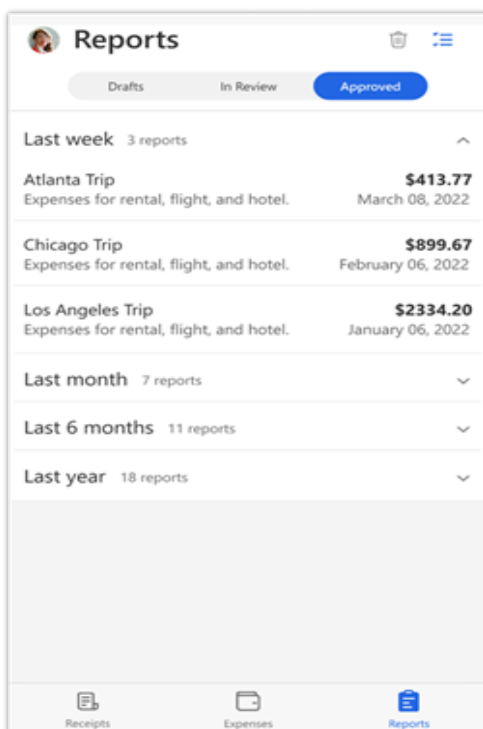 Reports
Drafts In Review Approved
Last week 3 reports
Atlanta Trip $413.77
Expenses for rental, flight, and hotel. March 08, 2022
Chicago Trip $899.67
Expenses for rental, flight, and hotel. February 06, 2022
Los Angeles Trip $2334.20
Expenses for rental, flight, and hotel. January 06, 2022
Last month 7 reports
Last 6 months 11 reports
Last year 18 reports
Receipts Expenses Reports